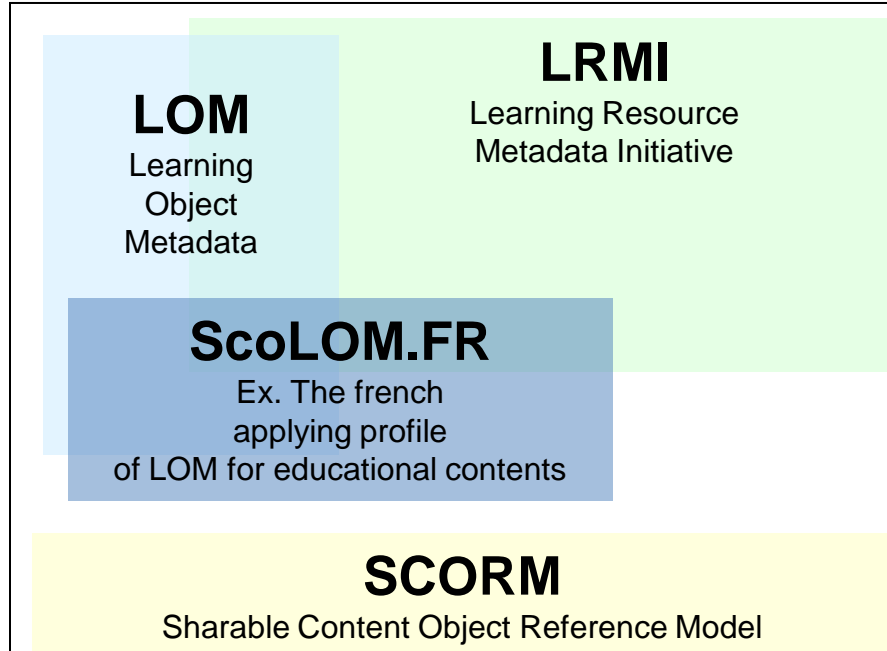 LOM
Learning
Object
Metadata
LRMI
Learning Resource
Metadata Initiative
ScoLOM.FR
Ex. The french
applying profile
of LOM for educational contents
SCORM
Sharable Content Object Reference Model